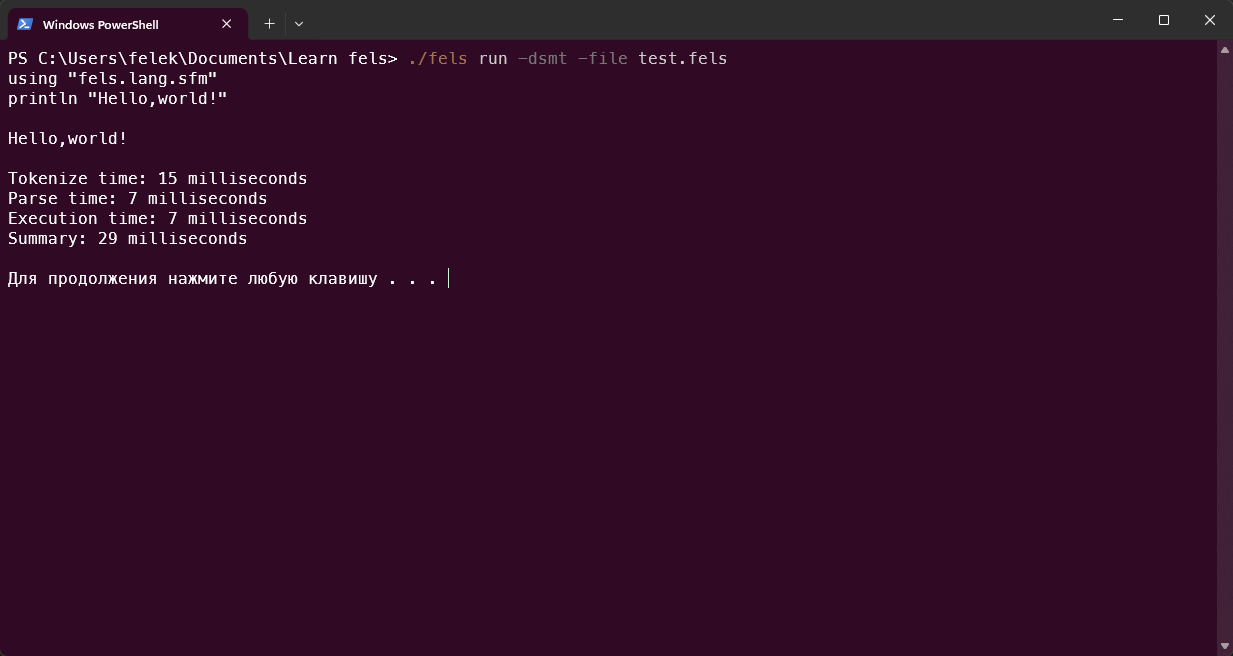 Windows PowerShell
PS C:\Users\felek\Documents\Learn fels> ./fels run -dsmt -file test.fels
using "fels.lang.sfm"
println "Hello,world!"
Hello,world!
Tokenize time: 15 milliseconds
Parse time: 7 milliseconds
Execution time: 7 milliseconds
Summary: 29 milliseconds
Для продолжения нажмите любую клавишу . . .